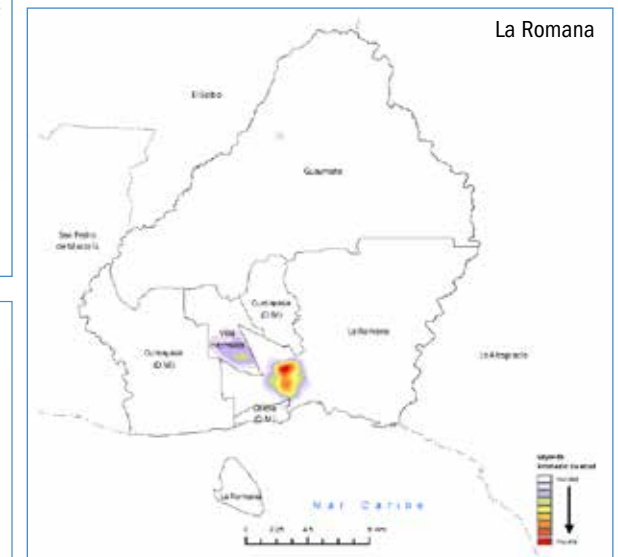 La Romana
El Seibo
Guaymate
San Pedro
de Macorís
Cumayasa
(D.M)
Villa
Hermosa
La Romana
Cumayasa
(D.M)
La Altagracia
Caleta
(D.M)
La Romana
Mar Caribe
Leyenda